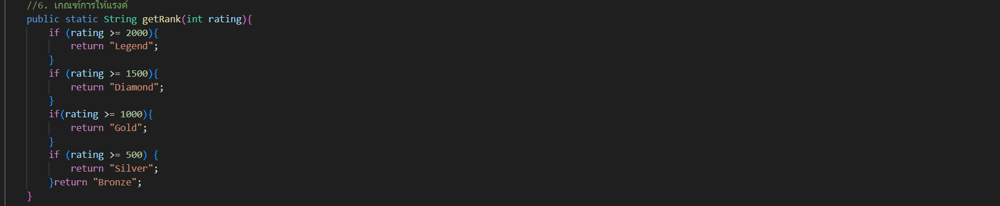 //6. เกณฑ์การให้แรงค์
public static String getRank(int rating){
if (rating >= 2000){
return "Legend";
}
if (rating >= 1500){
return "Diamond";
}
if(rating >= 1000){
return "Gold";
}
if (rating >= 500) {
return "Silver";
}return "Bronze";
}